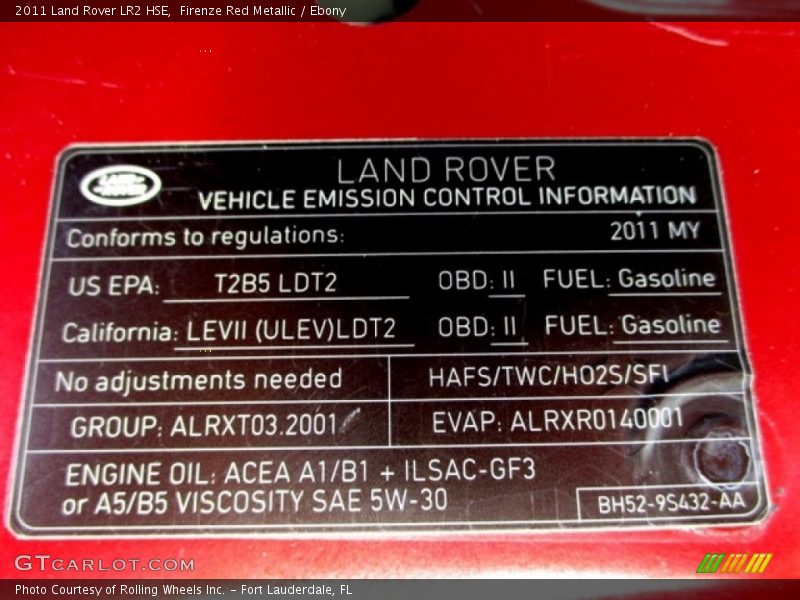 2011 Land Rover LR2 HSE,  Firenze Red Metallic / Ebony
LAND ROVER
LAND ROVER
VEHICLE EMISSION CONTROL INFORMATION
Conforms to regulations: 2011 MY
US EPA: T2B5 LDT2 OBD: II FUEL: Gasoline
California: LEVII (ULEV)LDT2 OBD: II FUEL: Gasoline
No adjustments needed HAFS/TWC/HO2S/SFI
GROUP: ALRXT03.2001 EVAP: ALRXR0140001
ENGINE OIL: ACEA A1/B1 + ILSAC-GF3
or A5/B5 VISCOSITY SAE 5W-30
BH52-9S432-AA
GTCARLOT.COM
Photo Courtesy of Rolling Wheels Inc. – Fort Lauderdale, FL